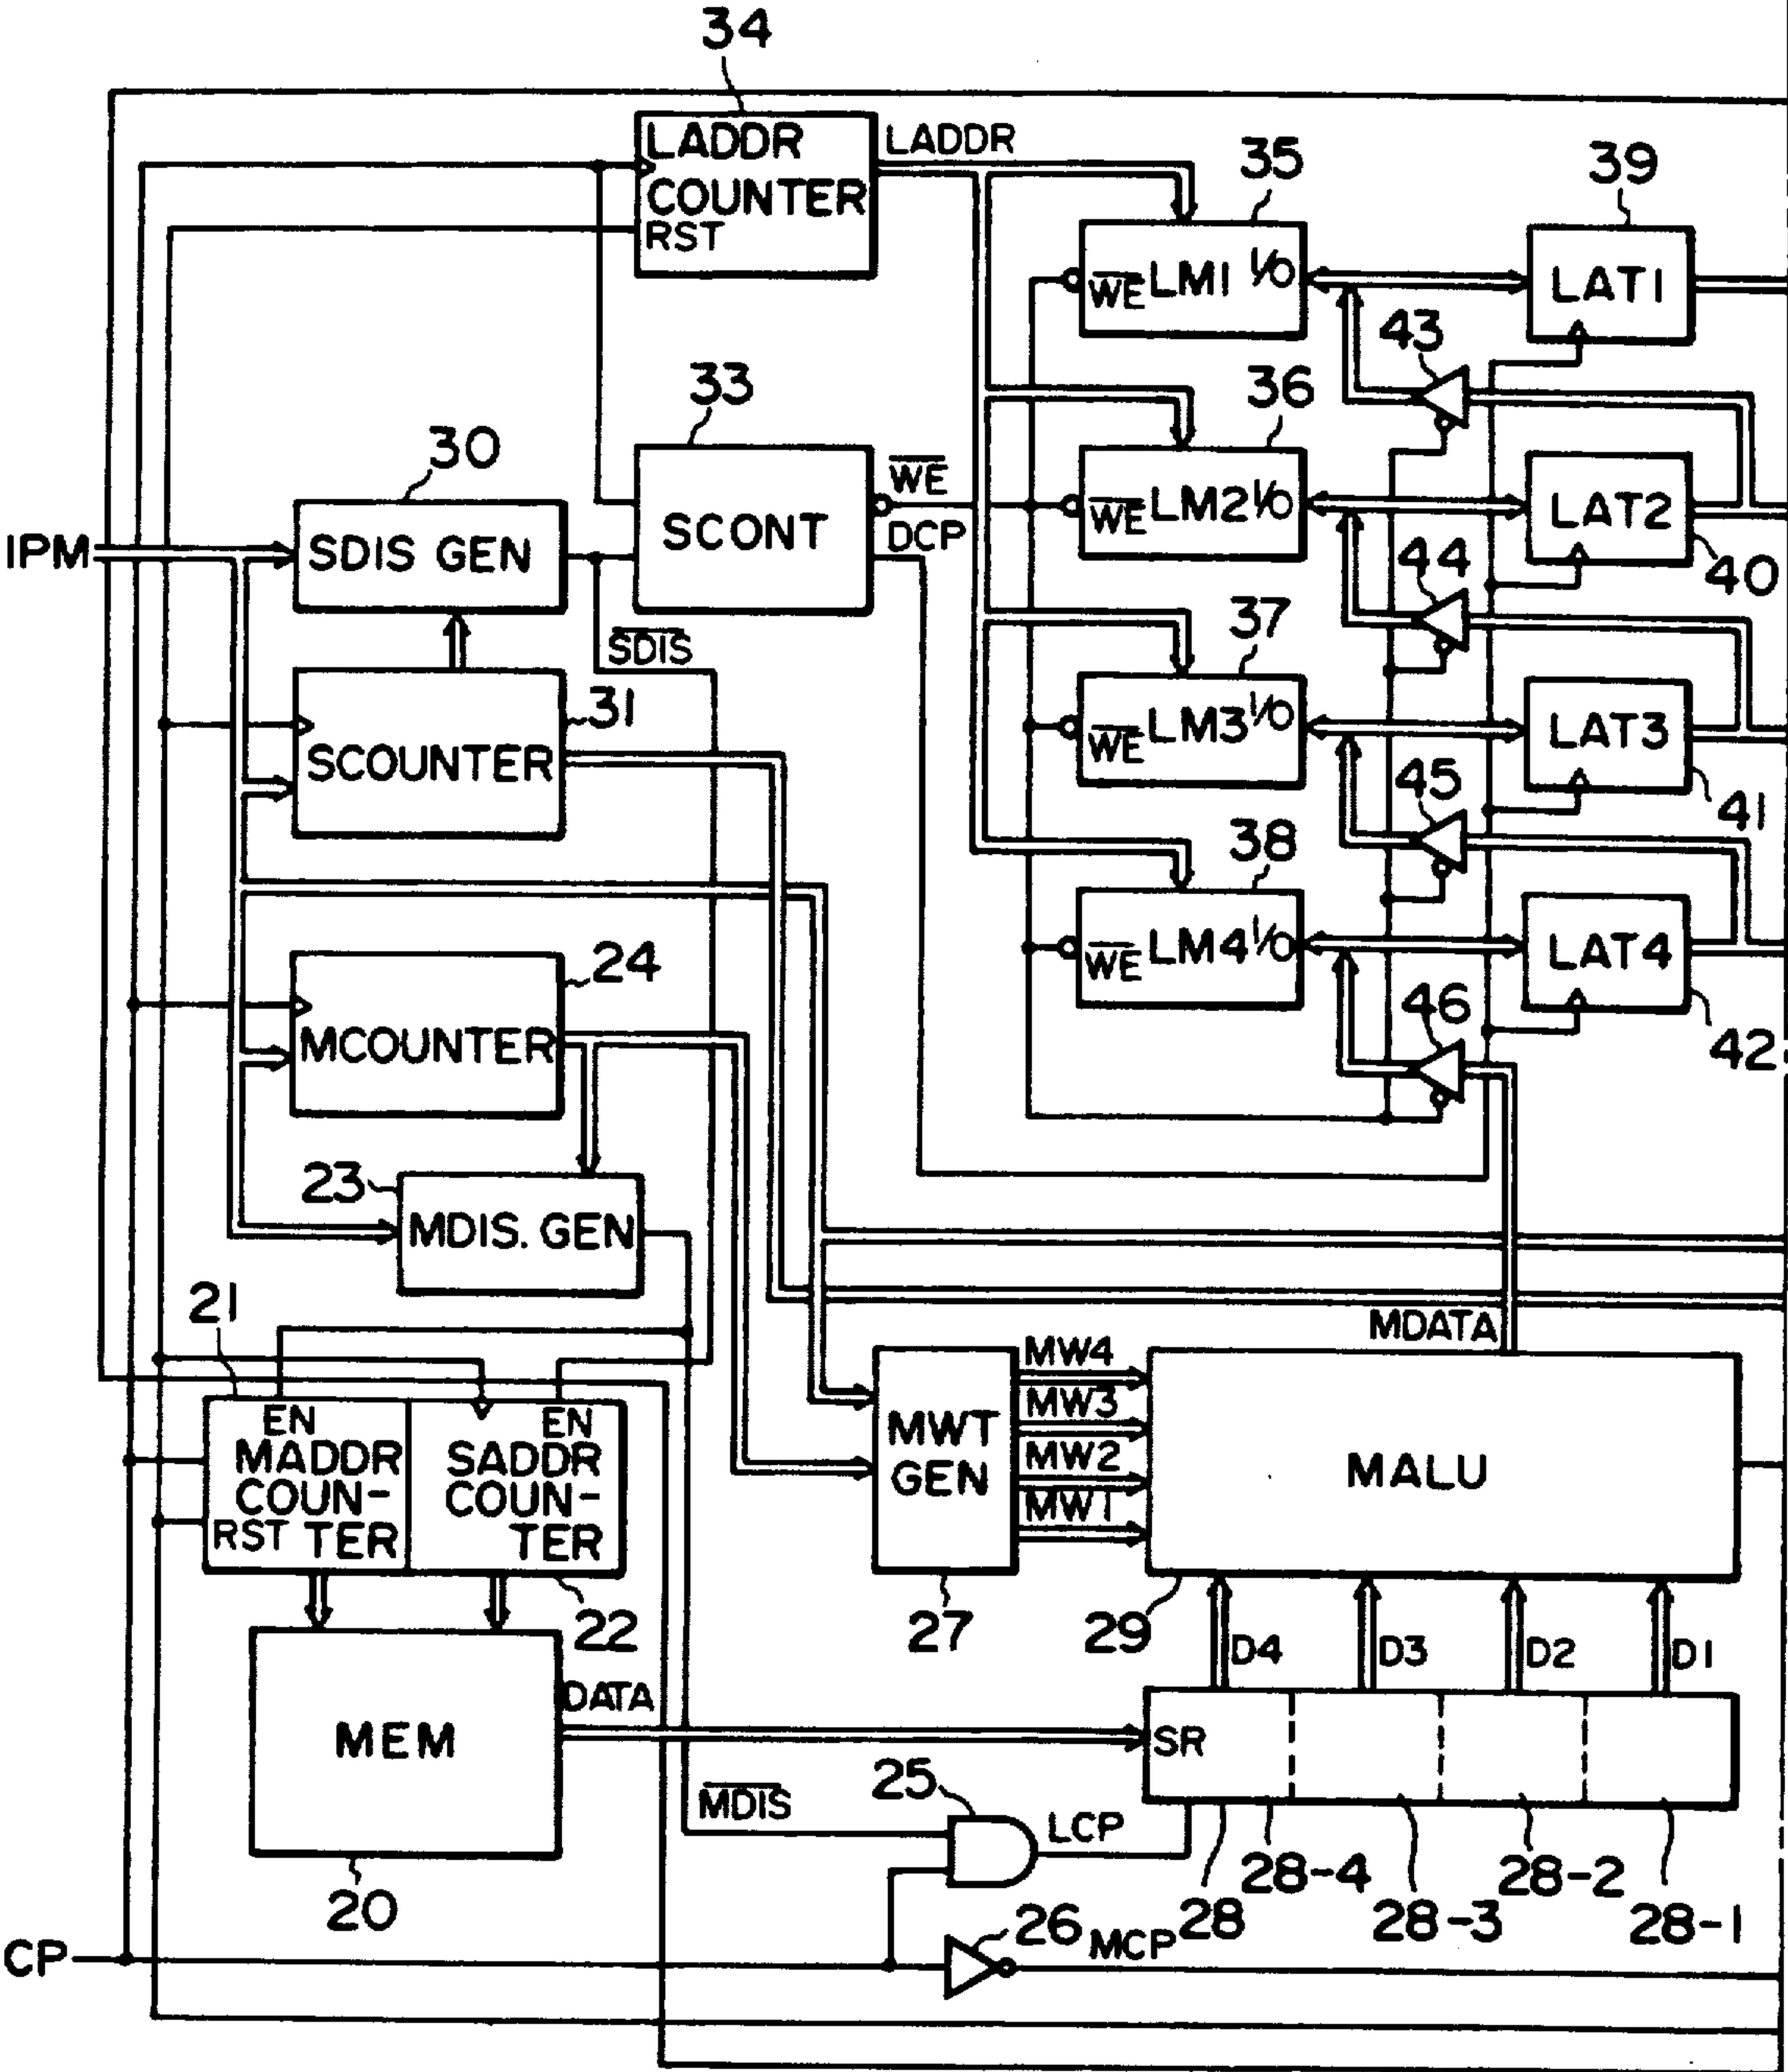 34
LADDR
COUNTER
RST
LADDR
35
39
WE LM1 I/O
LAT1
43
33
36
30
WE
WE LM2 I/O
LAT2
IPM
SDIS GEN
SCONT
DCP
44
40
SDIS
37
31
SCOUNTER
WE LM3 I/O
LAT3
45
41
38
24
MCOUNTER
WE LM4 I/O
LAT4
46
42
23
MDIS. GEN
21
MDATA
EN
MADDR
COUN-
RST TER
EN
SADDR
COUN-
TER
MWT
GEN
MW4
MW3
MW2
MW1
MALU
22
27
29
D4
D3
D2
D1
MEM
DATA
SR
MDIS
25
LCP
20
28
28-4
28-3
28-2
28-1
CP
26
MCP